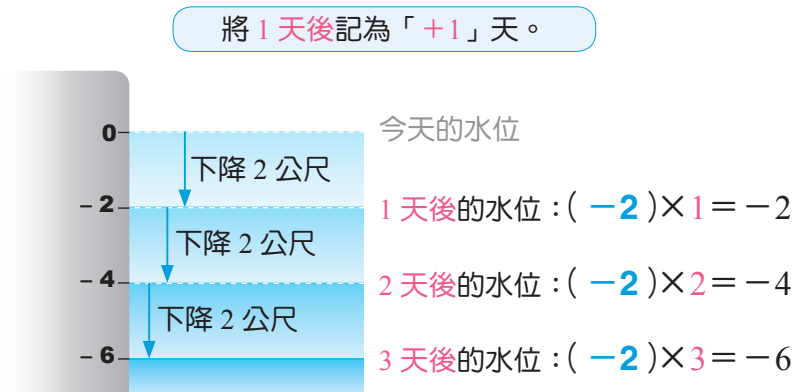 將 1 天後記為「+1」天。
0 今天的水位
下降 2 公尺
-2 1 天後的水位:( -2 )×1=-2
下降 2 公尺
-4 2 天後的水位:( -2 )×2=-4
下降 2 公尺
-6 3 天後的水位:( -2 )×3=-6